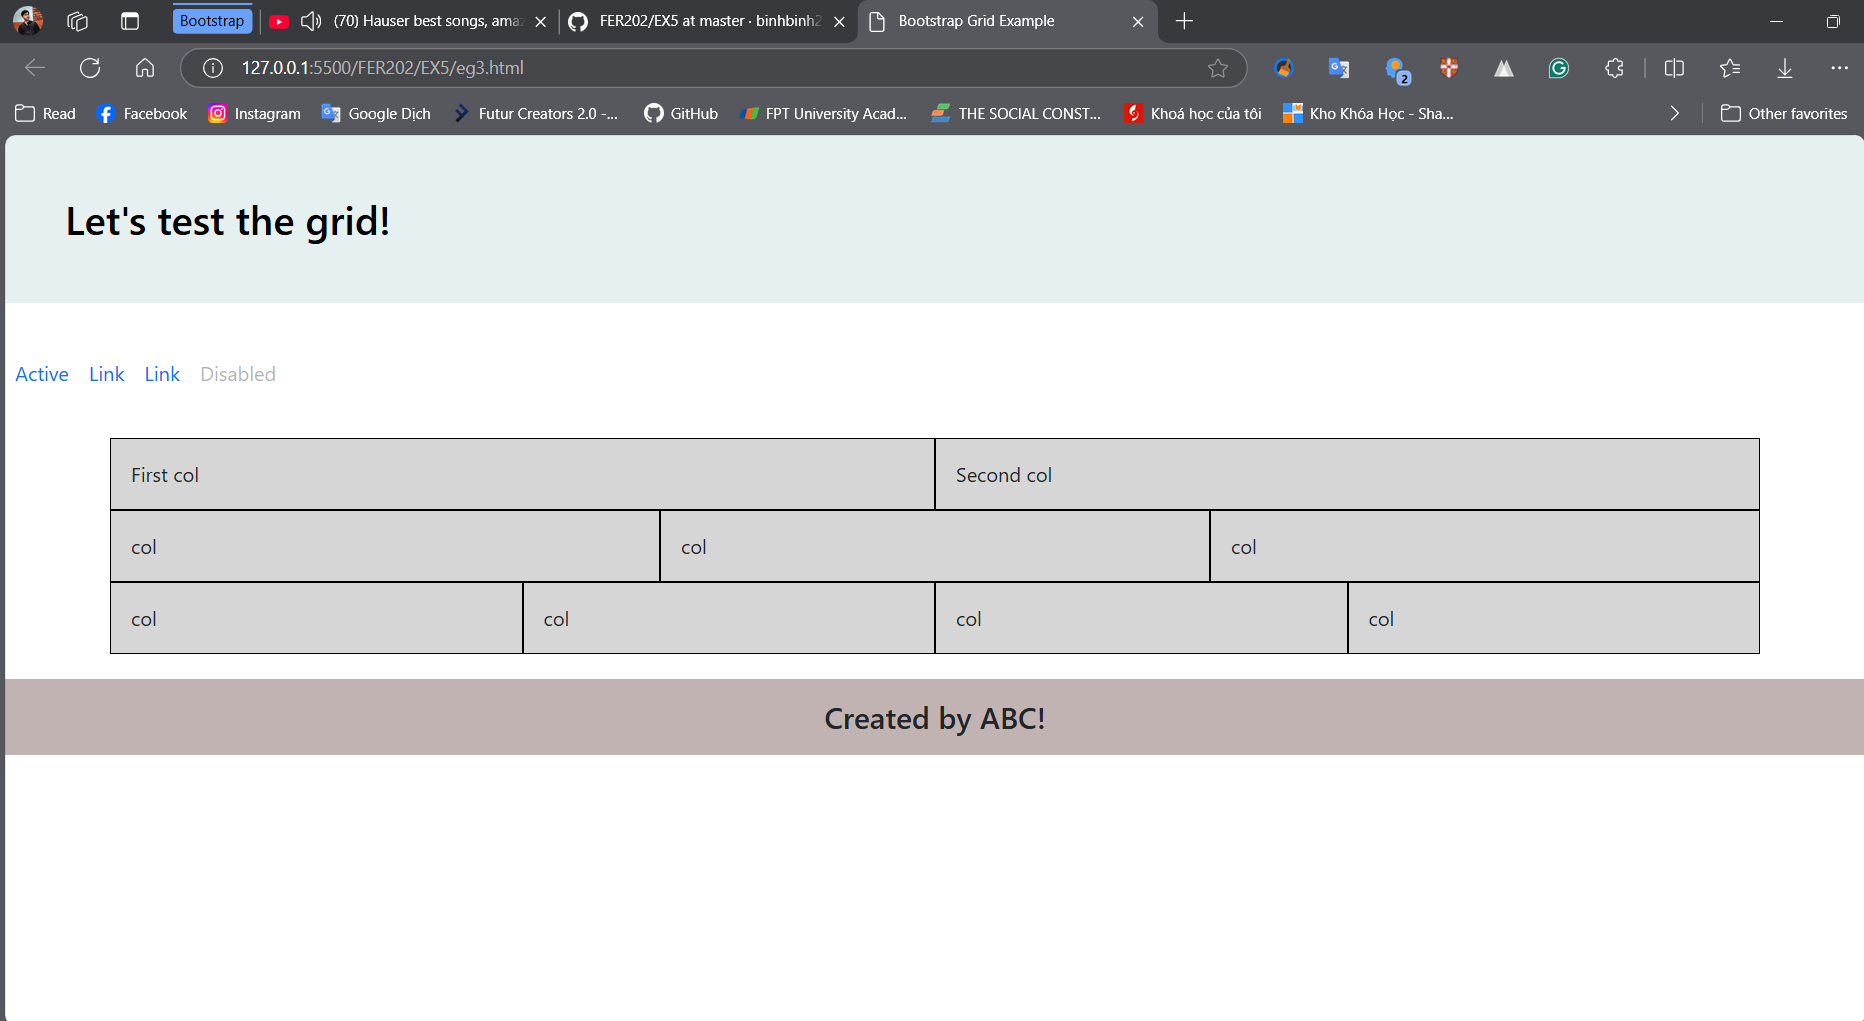 Bootstrap (70) Hauser best songs, ama FER202/EX5 at master · binhbinh2 Bootstrap Grid Example
127.0.0.1:5500/FER202/EX5/eg3.html 2
Read Facebook Instagram Google Dịch Futur Creators 2.0 -... GitHub FPT University Acad... THE SOCIAL CONST... Khoá học của tôi Kho Khóa Học - Sha... Other favorites
Let's test the grid!
Active Link Link Disabled
First col Second col
col col col
col col col col
Created by ABC!